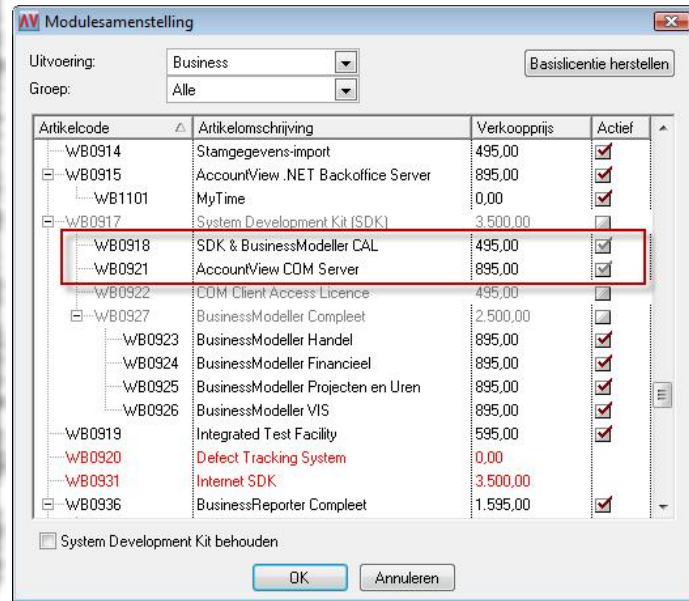 AV Modulesamenstelling
Uitvoering: Business Basislicentie herstellen
Groep: Alle
Artikelcode Artikelomschrijving Verkoopprijs Actief
WB0914 Stamgegevens-import 495,00
WB0915 AccountView .NET Backoffice Server 895,00
WB1101 MyTime 0,00
WB0917 System Development Kit (SDK) 3.500,00
WB0918 SDK & BusinessModeller CAL 495,00
WB0921 AccountView COM Server 895,00
WB0922 COM Client Access Licence 495,00
WB0927 BusinessModeller Compleet 2.500,00
WB0923 BusinessModeller Handel 895,00
WB0924 BusinessModeller Financieel 895,00
WB0925 BusinessModeller Projecten en Uren 895,00
WB0926 BusinessModeller VIS 895,00
WB0919 Integrated Test Facility 595,00
WB0920 Defect Tracking System 0,00
WB0931 Internet SDK 3.500,00
WB0936 BusinessReporter Compleet 1.595,00
System Development Kit behouden
OK Annuleren